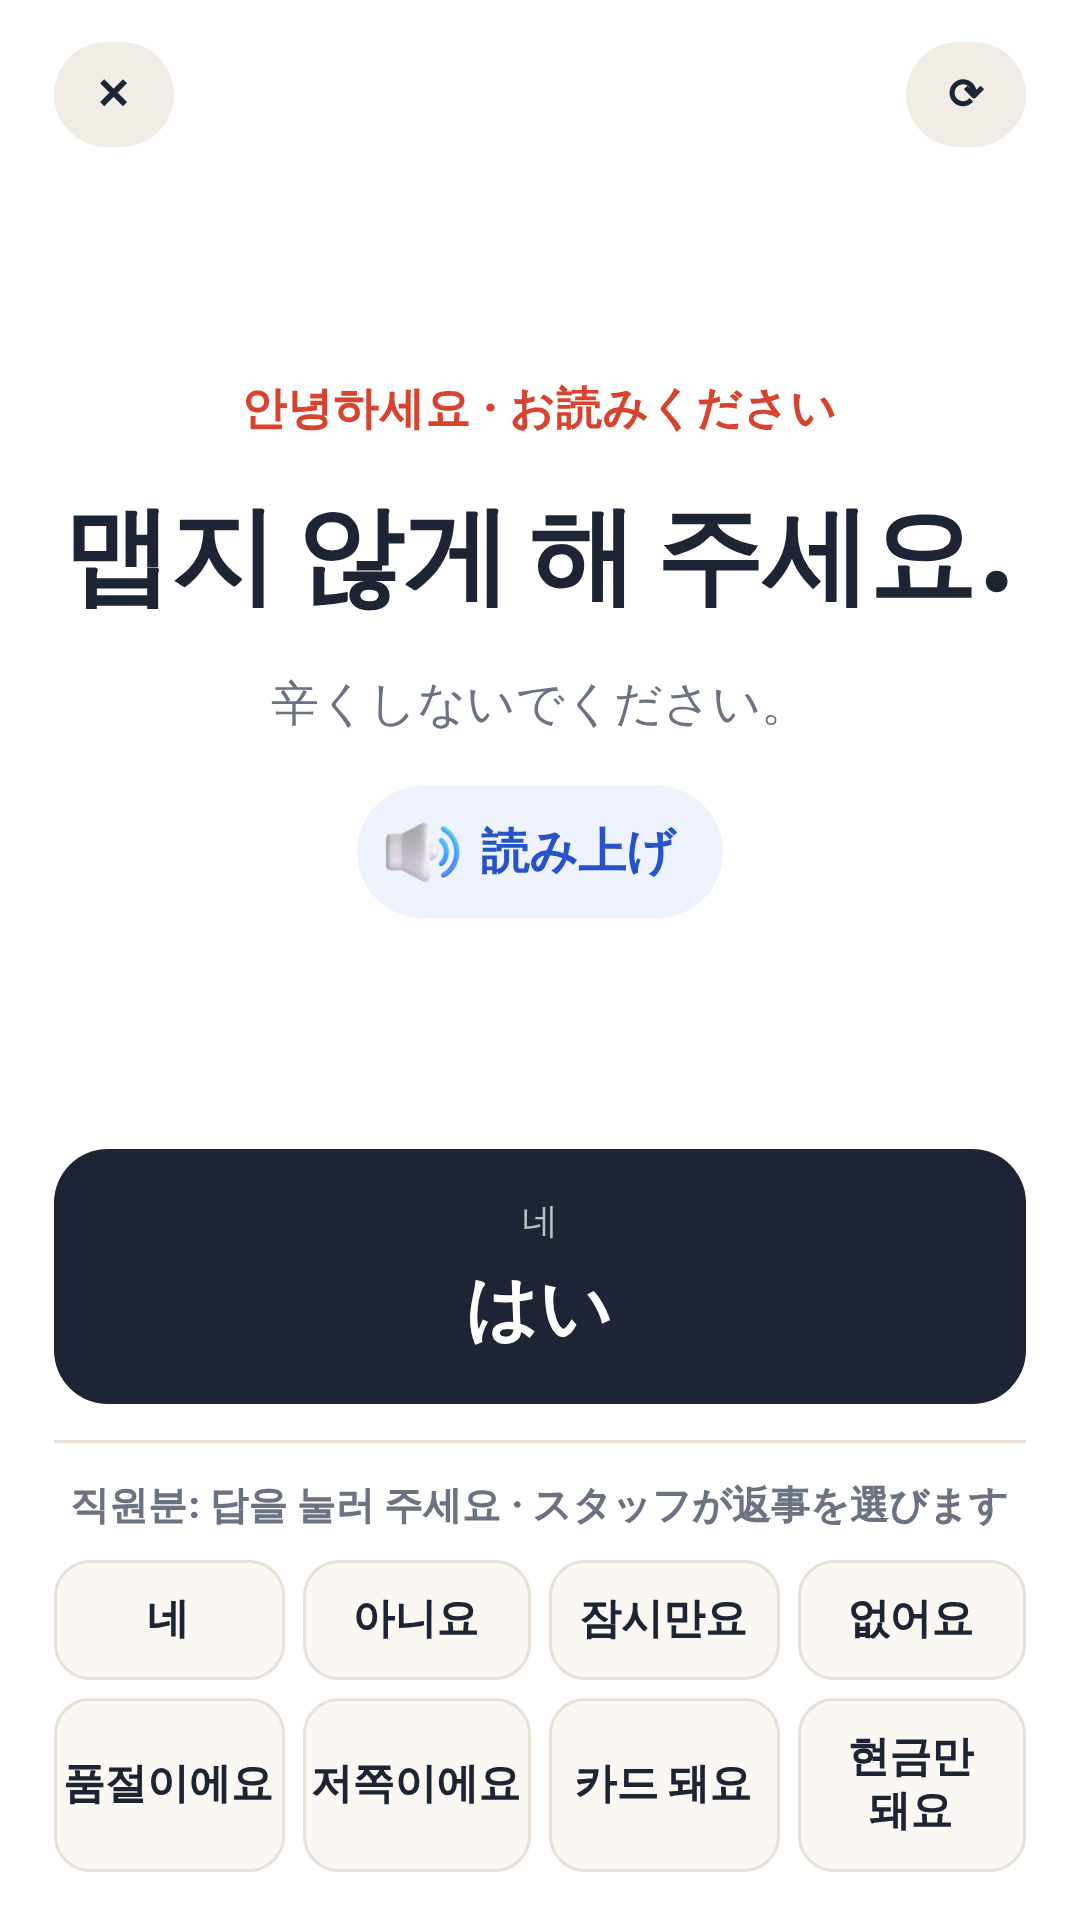 ✕
⟳
안녕하세요 · お読みください
맵지 않게 해 주세요.
辛くしないでください。
🔊 読み上げ
네
はい
직원분: 답을 눌러 주세요 · スタッフが返事を選びます
네
아니요
잠시만요
없어요
품절이에요
저쪽이에요
카드 돼요
현금만
돼요